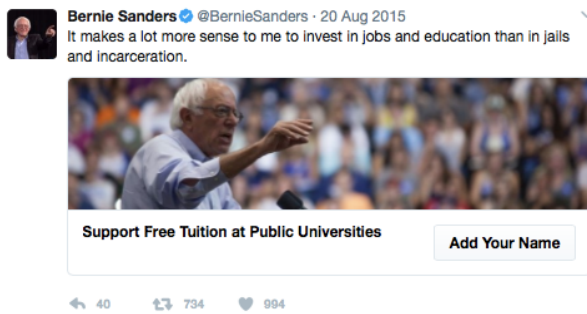 Bernie Sanders @BernieSanders · 20 Aug 2015
It makes a lot more sense to me to invest in jobs and education than in jails
and incarceration.
Support Free Tuition at Public Universities
Add Your Name
40 734 994